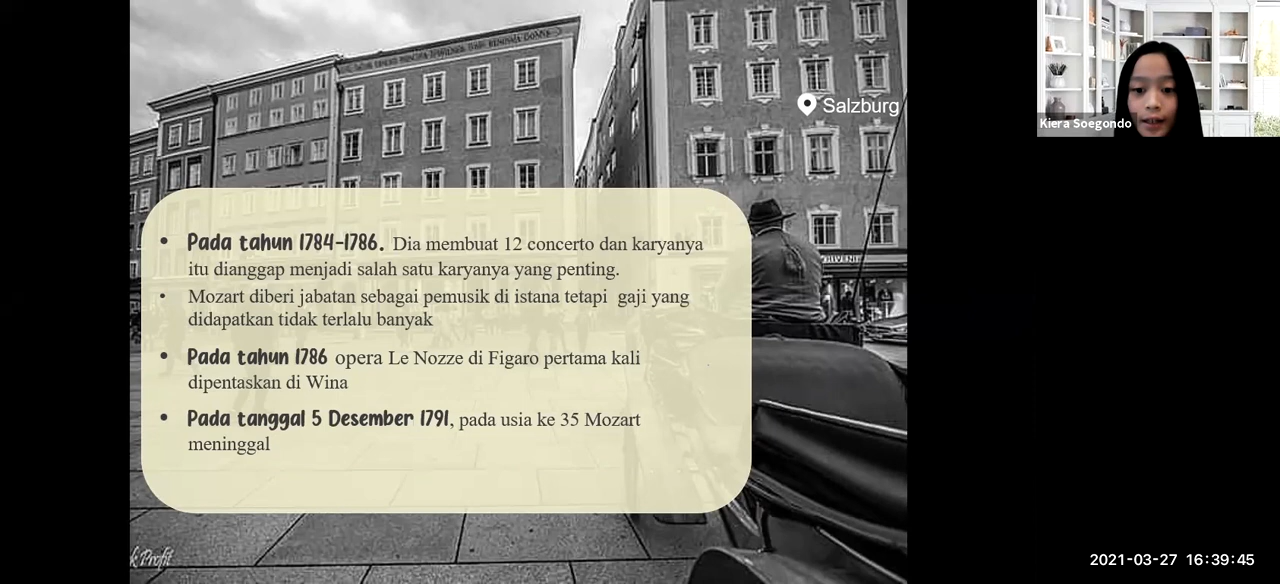 Salzburg
Kiera Soegondo
• Pada tahun 1784-1786. Dia membuat 12 concerto dan karyanya
itu dianggap menjadi salah satu karyanya yang penting.
• Mozart diberi jabatan sebagai pemusik di istana tetapi gaji yang
didapatkan tidak terlalu banyak
• Pada tahun 1786 opera Le Nozze di Figaro pertama kali
dipentaskan di Wina
• Pada tanggal 5 Desember 1791, pada usia ke 35 Mozart
meninggal
Profit
2021-03-27 16:39:45